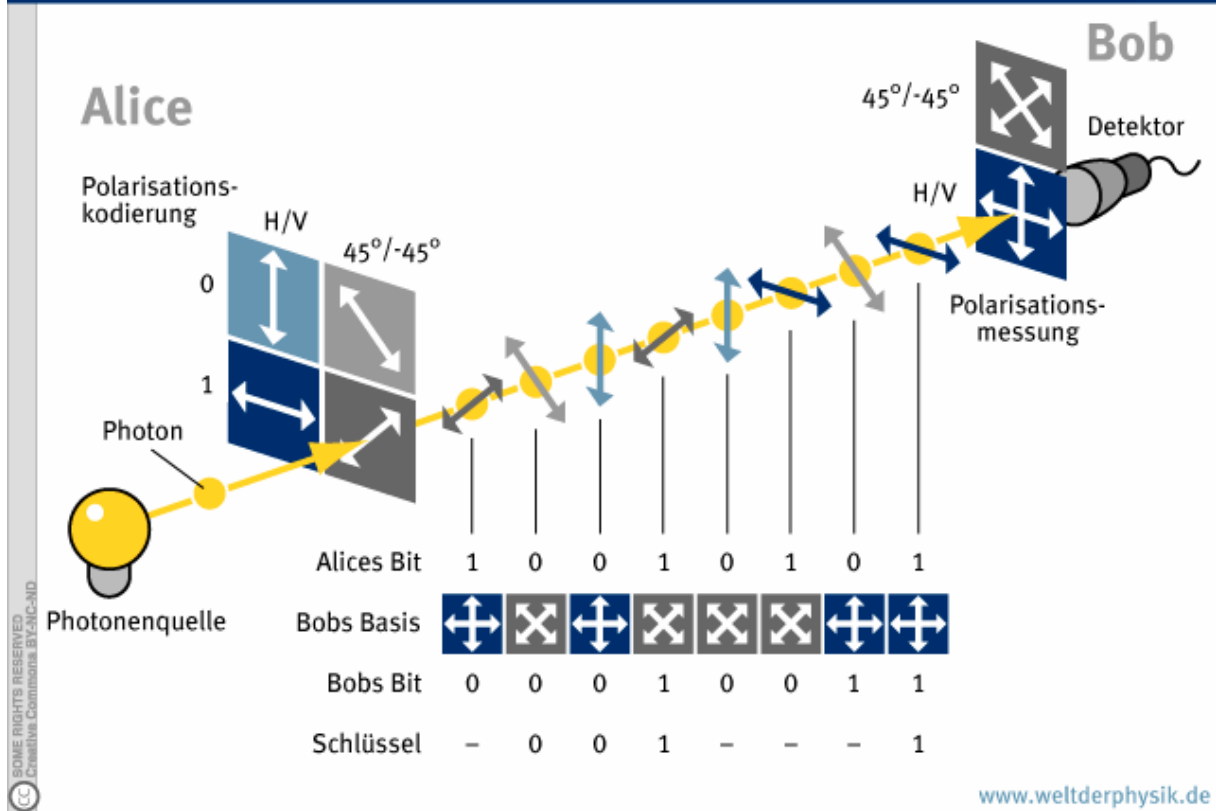 Bob
Alice
45°/-45°
Detektor
Polarisations-
kodierung
H/V
H/V
45°/-45°
0
Polarisations-
messung
1
Photon
Alices Bit 1 0 0 1 0 1 0 1
Photonenquelle
Bobs Basis
Bobs Bit 0 0 0 1 0 0 1 1
Schlüssel – 0 0 1 – – – 1
www.weltderphysik.de
cc
SOME RIGHTS RESERVED
Creative Commons BY-NC-ND